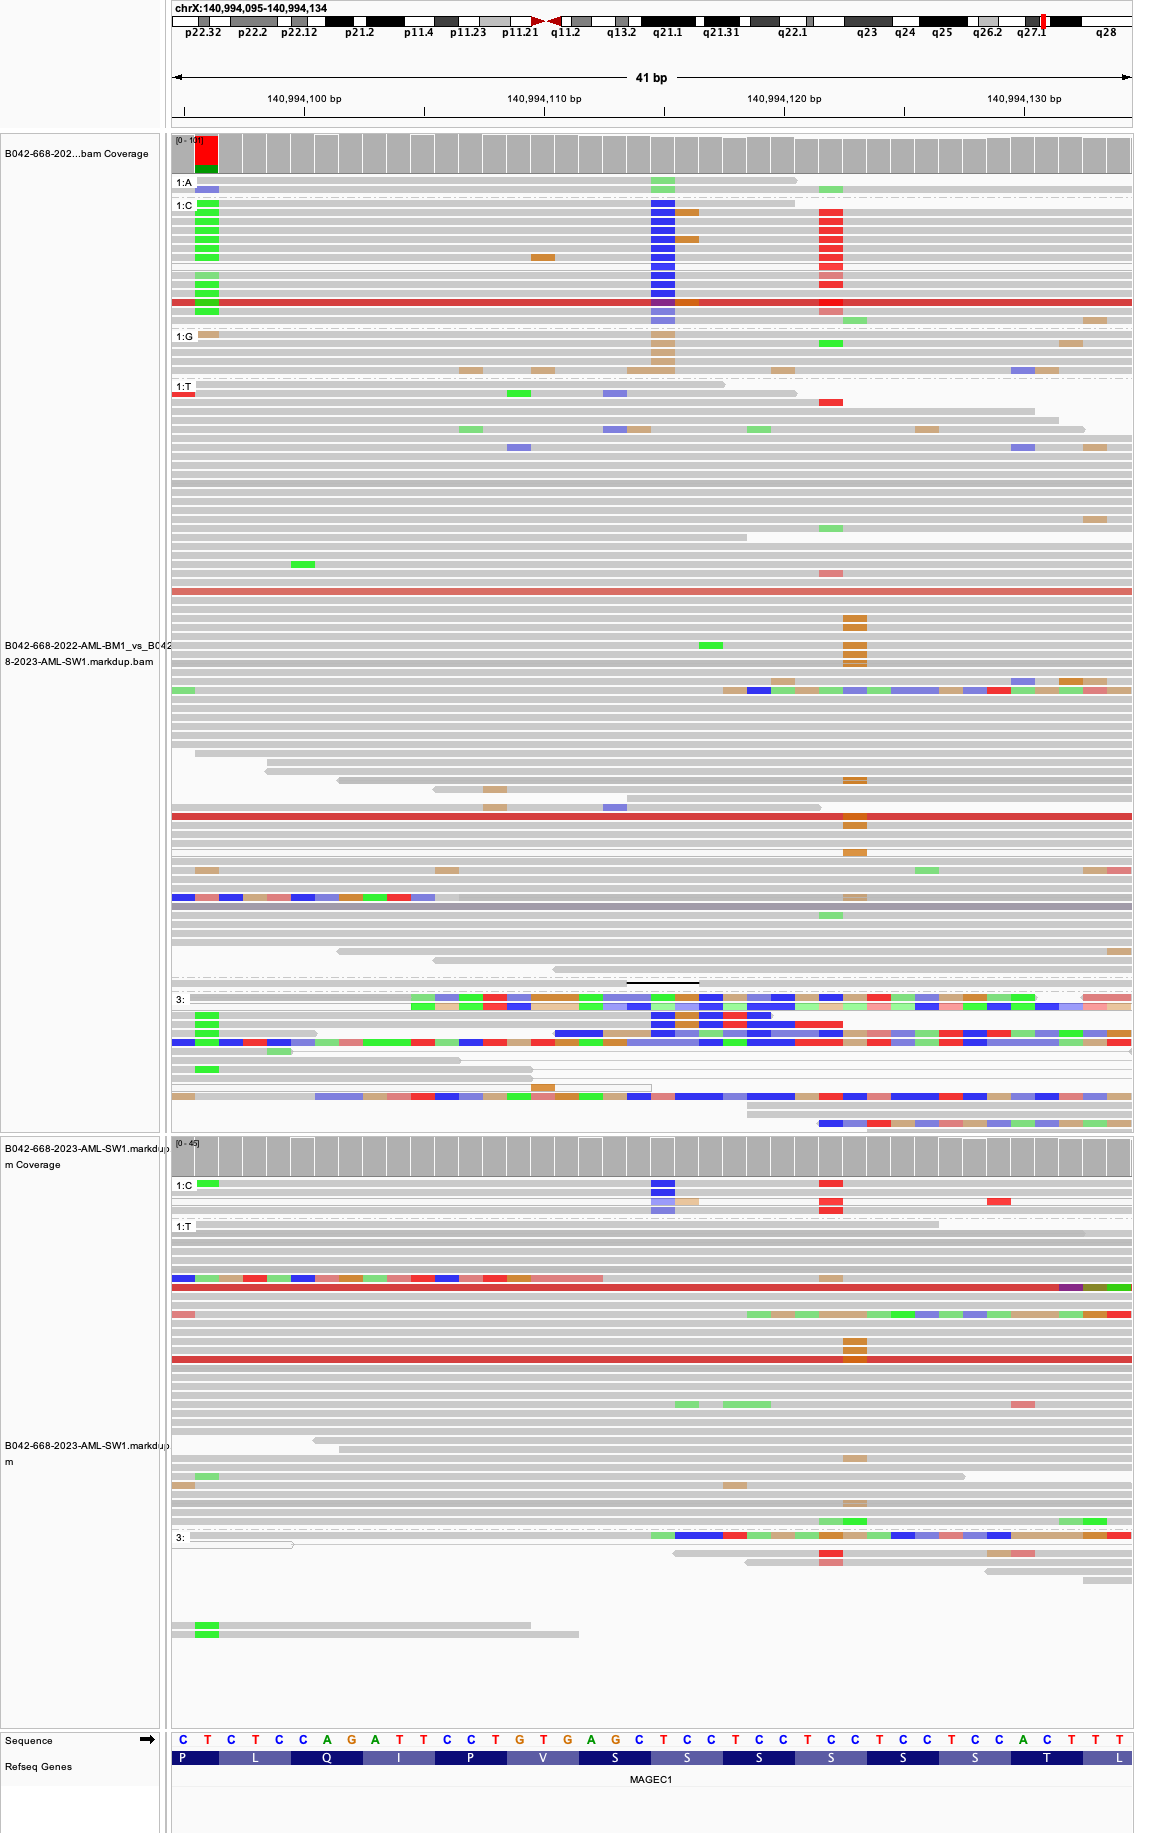 chrX:140,994,095-140,994,134
p22.32 p22.2 p22.12 p21.2 p11.4 p11.23 p11.21 q11.2 q13.2 q21.1 q21.31 q22.1 q23 q24 q25 q26.2 q27.1 q28
41 bp
140,994,100 bp 140,994,110 bp 140,994,120 bp 140,994,130 bp
[0 - 101]
B042-668-202...bam Coverage
1:A
1:C
1:G
1:T
B042-668-2022-AML-BM1_vs_B042
8-2023-AML-SW1.markdup.bam
3:
B042-668-2023-AML-SW1.markdup
m Coverage
[0 - 45]
1:C
1:T
B042-668-2023-AML-SW1.markdup
m
3:
Sequence
C T C T C C A G A T T C C T G T G A G C T C C T C C T C C T C C T C C A C T T T
Refseq Genes
P L Q I P V S S S S S S T L
MAGEC1